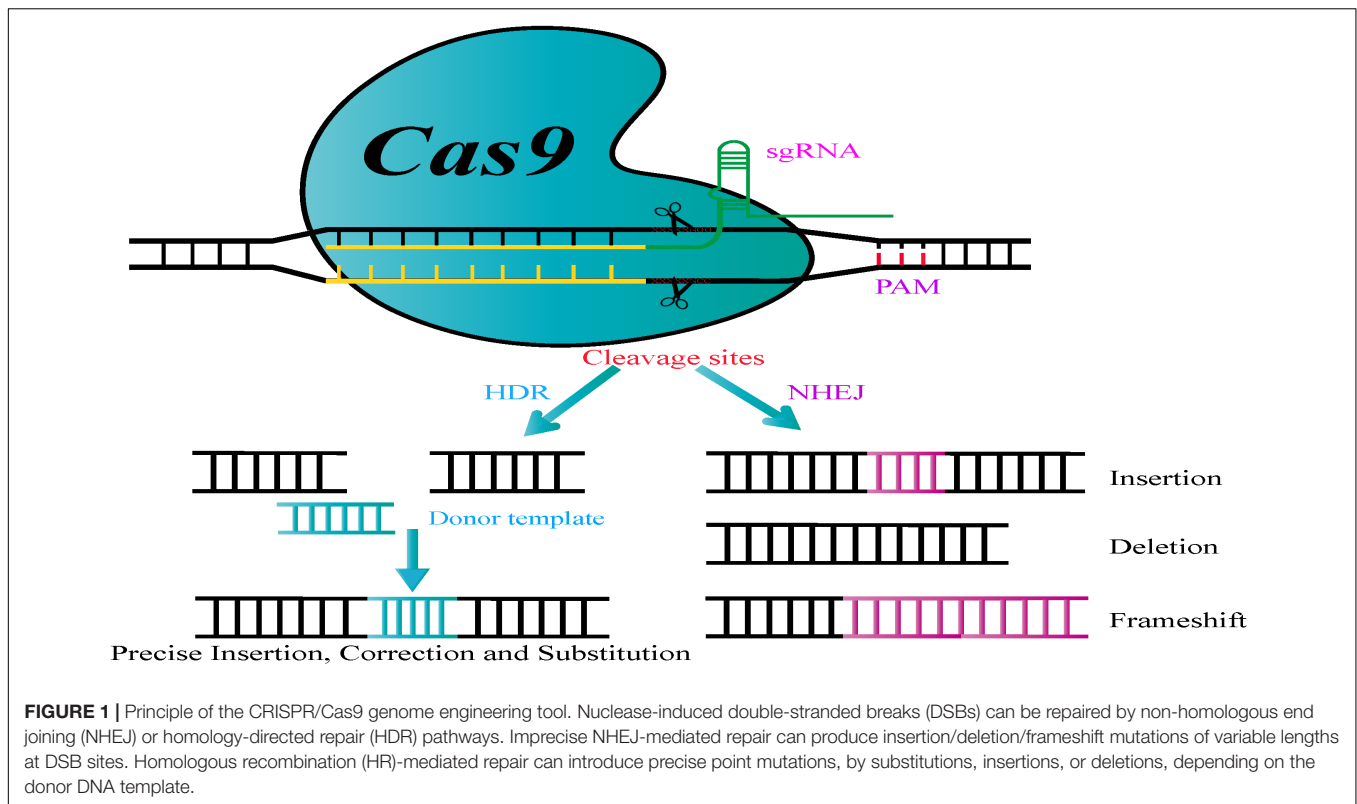 Cas9
sgRNA
PAM
Cleavage sites
HDR
NHEJ
Insertion
Donor template
Deletion
Frameshift
Precise Insertion, Correction and Substitution
FIGURE 1 | Principle of the CRISPR/Cas9 genome engineering tool. Nuclease-induced double-stranded breaks (DSBs) can be repaired by non-homologous end
joining (NHEJ) or homology-directed repair (HDR) pathways. Imprecise NHEJ-mediated repair can produce insertion/deletion/frameshift mutations of variable lengths
at DSB sites. Homologous recombination (HR)-mediated repair can introduce precise point mutations, by substitutions, insertions, or deletions, depending on the
donor DNA template.